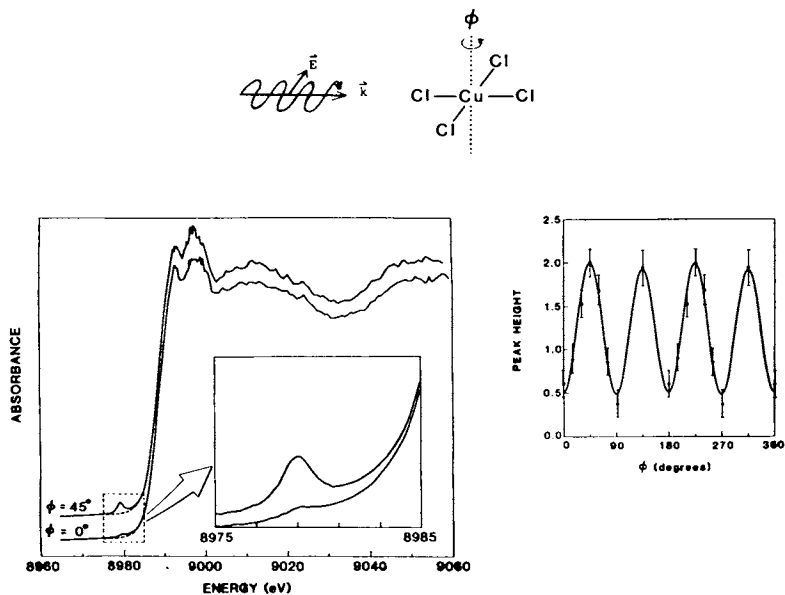 ϕ
E
k
Cl
Cl Cu Cl
Cl
ABSORBANCE
ϕ = 45°
ϕ = 0°
8975 8985
8960 8980 9000 9020 9040 9060
ENERGY (eV)
PEAK HEIGHT
2.5
2.0
1.5
1.0
0.5
0.0
0 90 180 270 360
ϕ (degrees)